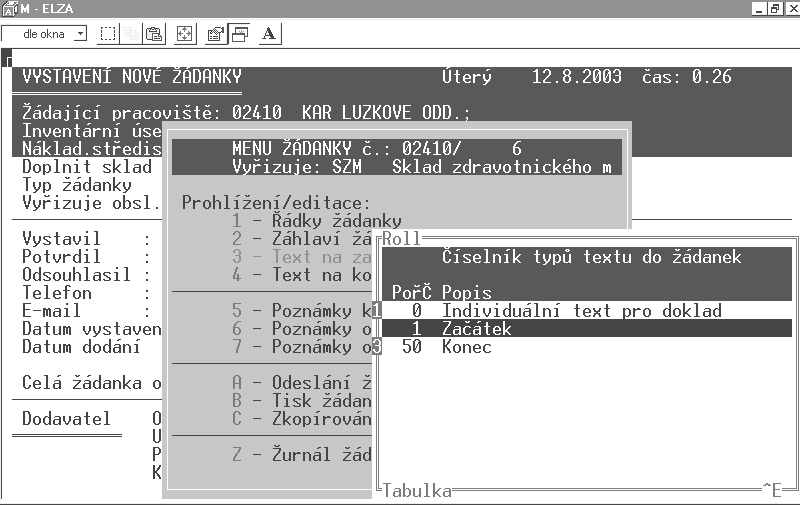 M - ELZA
dle okna
A
VYSTAVENÍ NOVÉ ŽÁDANKY Úterý 12.8.2003 čas: 0.26
Žádající pracoviště: 02410 KAR LUZKOVE ODD.;
Inventární úse
Náklad.středis
Doplnit sklad
Typ žádanky
Vyřizuje obsl.
Vystavil :
Potvrdil :
Odsouhlasil :
Telefon :
E-mail :
Datum vystaven
Datum dodání
Celá žádanka o
Dodavatel O
U
P
K
MENU ŽÁDANKY č.: 02410/ 6
Vyřizuje: SZM Sklad zdravotnického m
Prohlížení/editace:
1 - Řádky žádanky
2 - Záhlaví žá
3 - Text na za
4 - Text na ko
5 - Poznámky k
6 - Poznámky o
7 - Poznámky o
A - Odeslání ž
B - Tisk žádan
C - Zkopírován
Z - Žurnál žád
Roll
Číselník typů textu do žádanek
PořČ Popis
1 0 Individuální text pro doklad
1 Začátek
3 50 Konec
Tabulka ^E